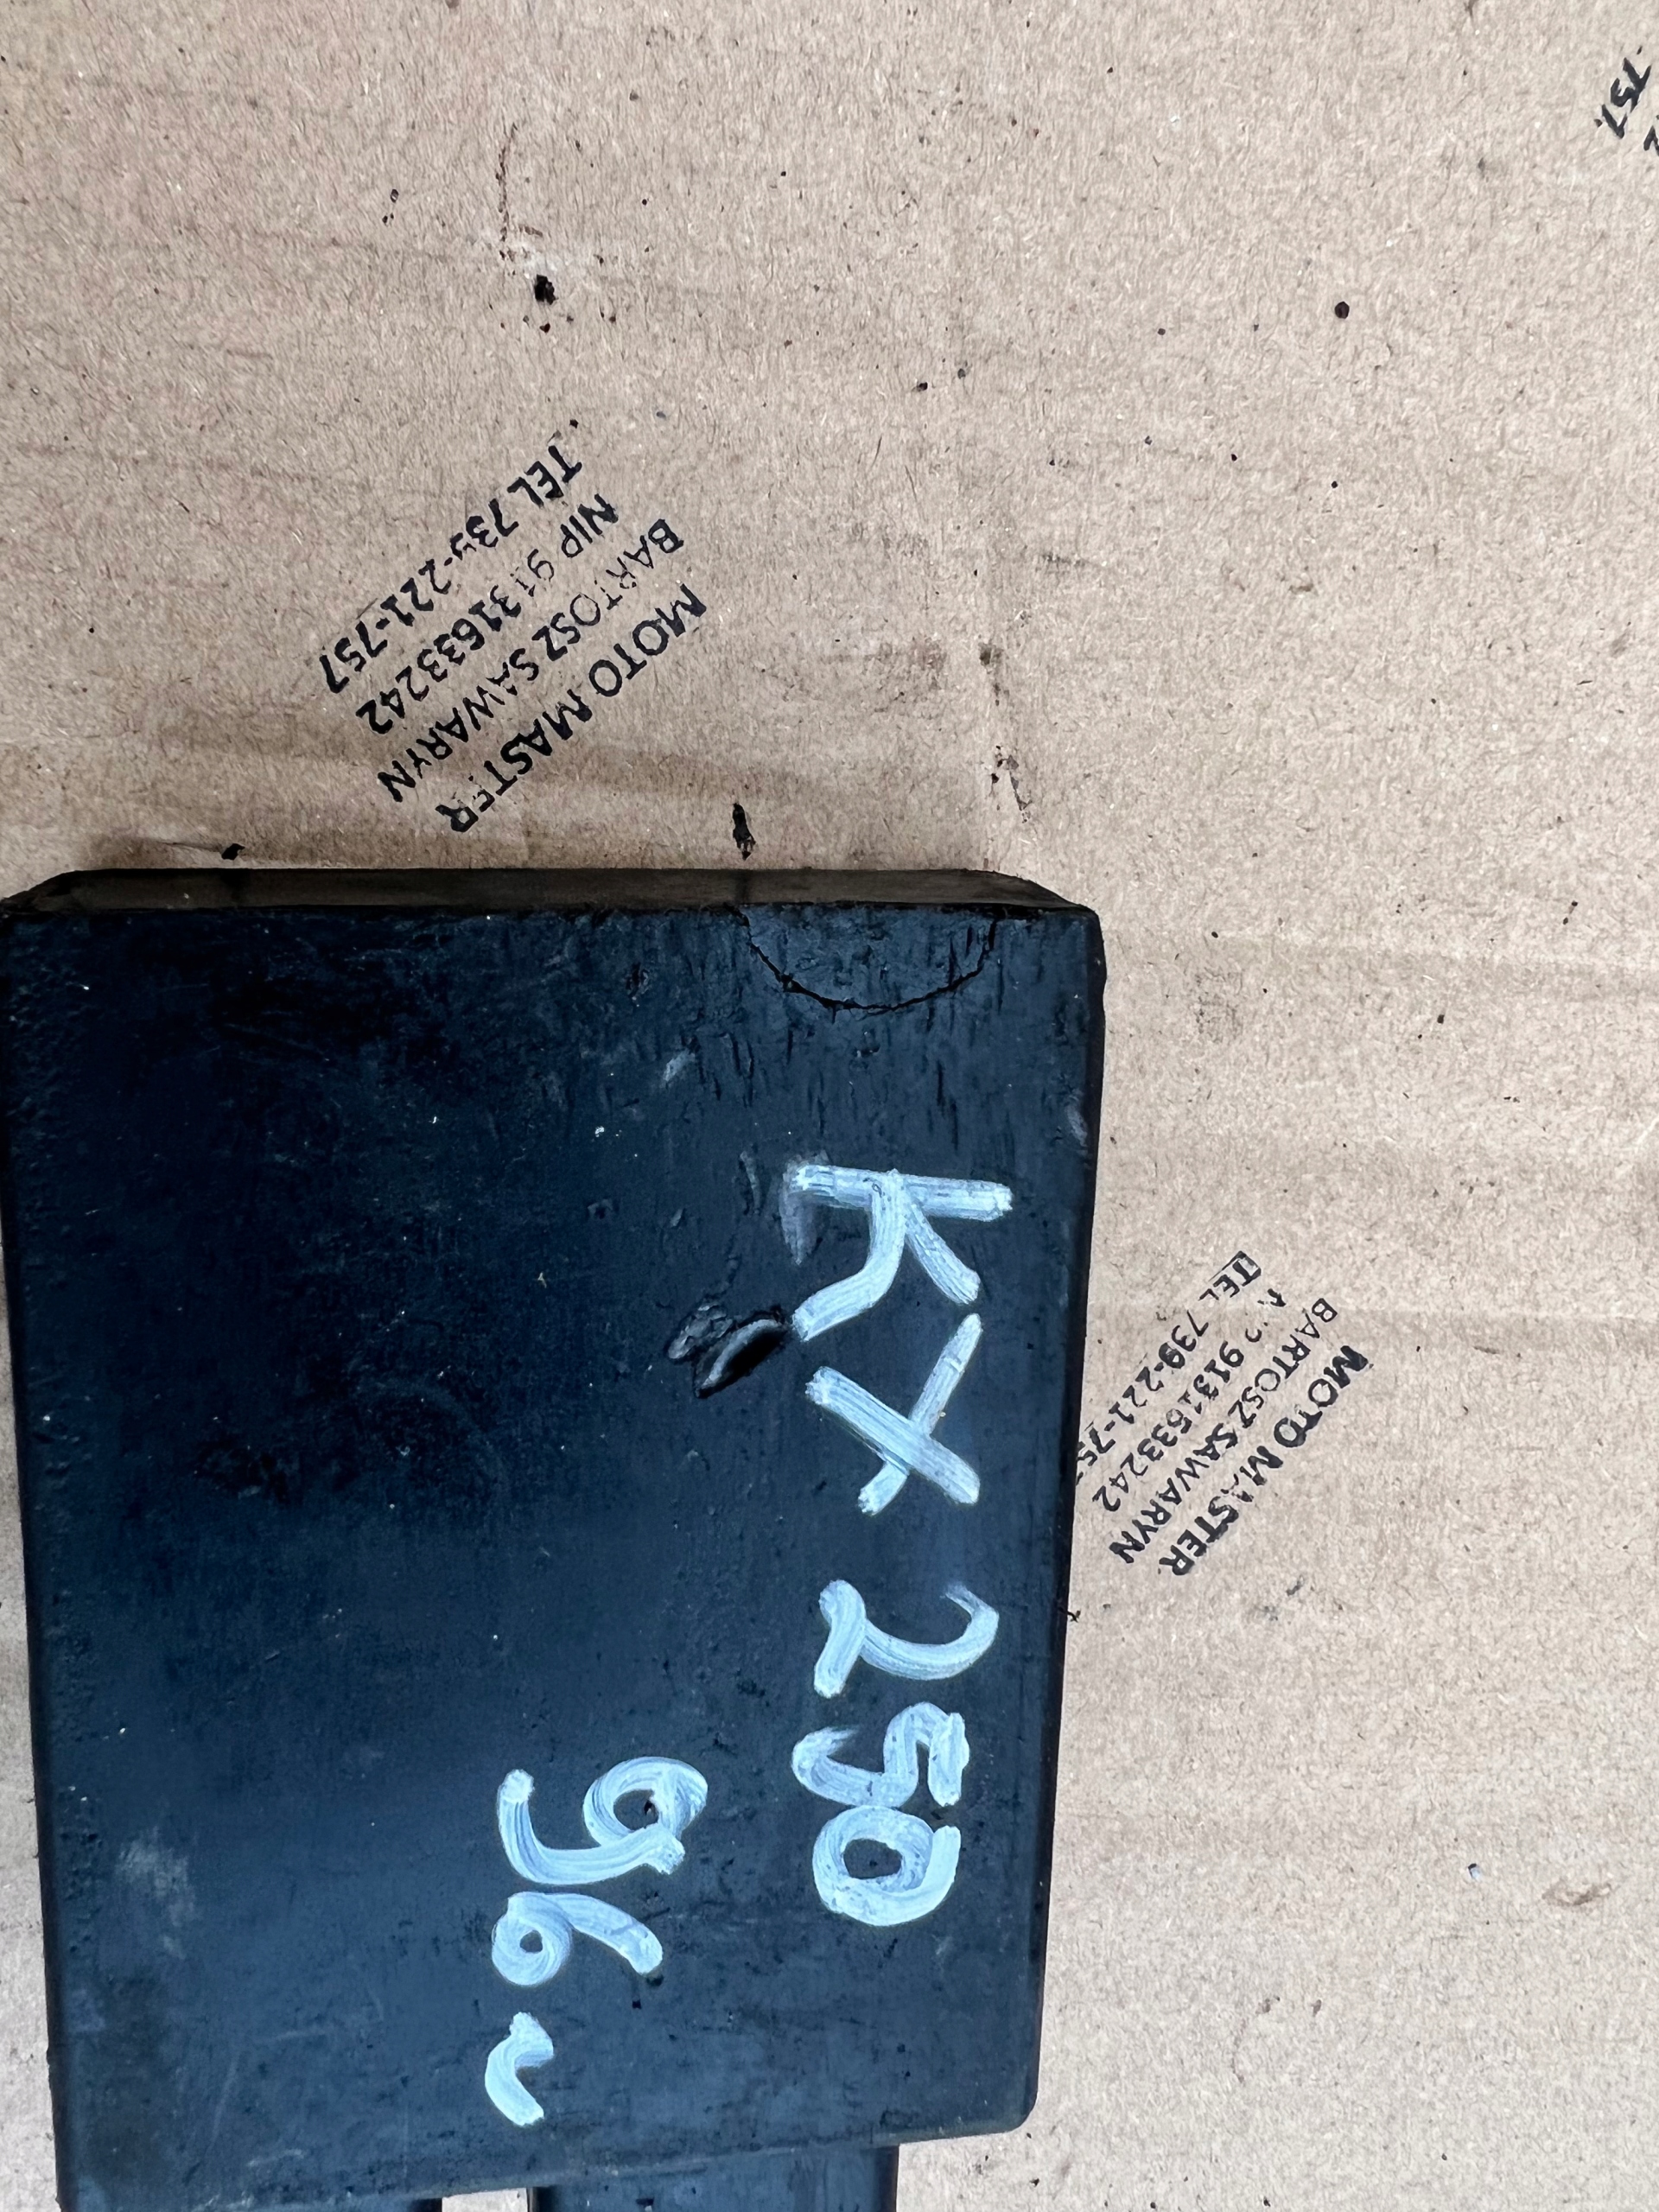 MOTO MASTER
BARTOSZ SAWARYN
NIP 9131633242
TEL 739-221-757
KX 250
96r
MOTO MASTER
BARTOSZ SAWARYN
9131633242
TEL 739-221-757
757